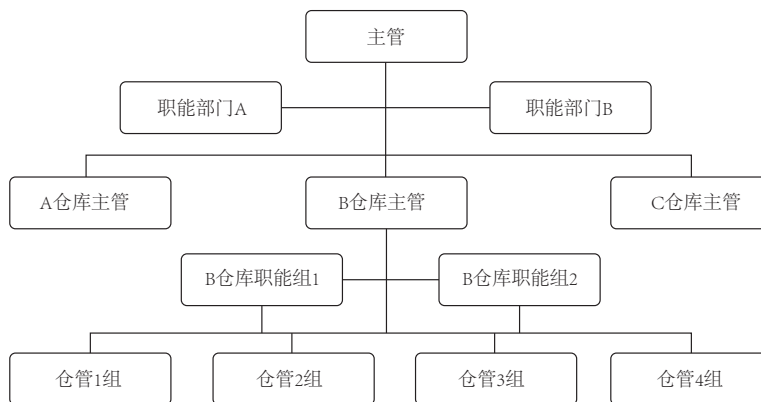 主管
职能部门A
职能部门B
A仓库主管
B仓库主管
C仓库主管
B仓库职能组1
B仓库职能组2
仓管1组
仓管2组
仓管3组
仓管4组